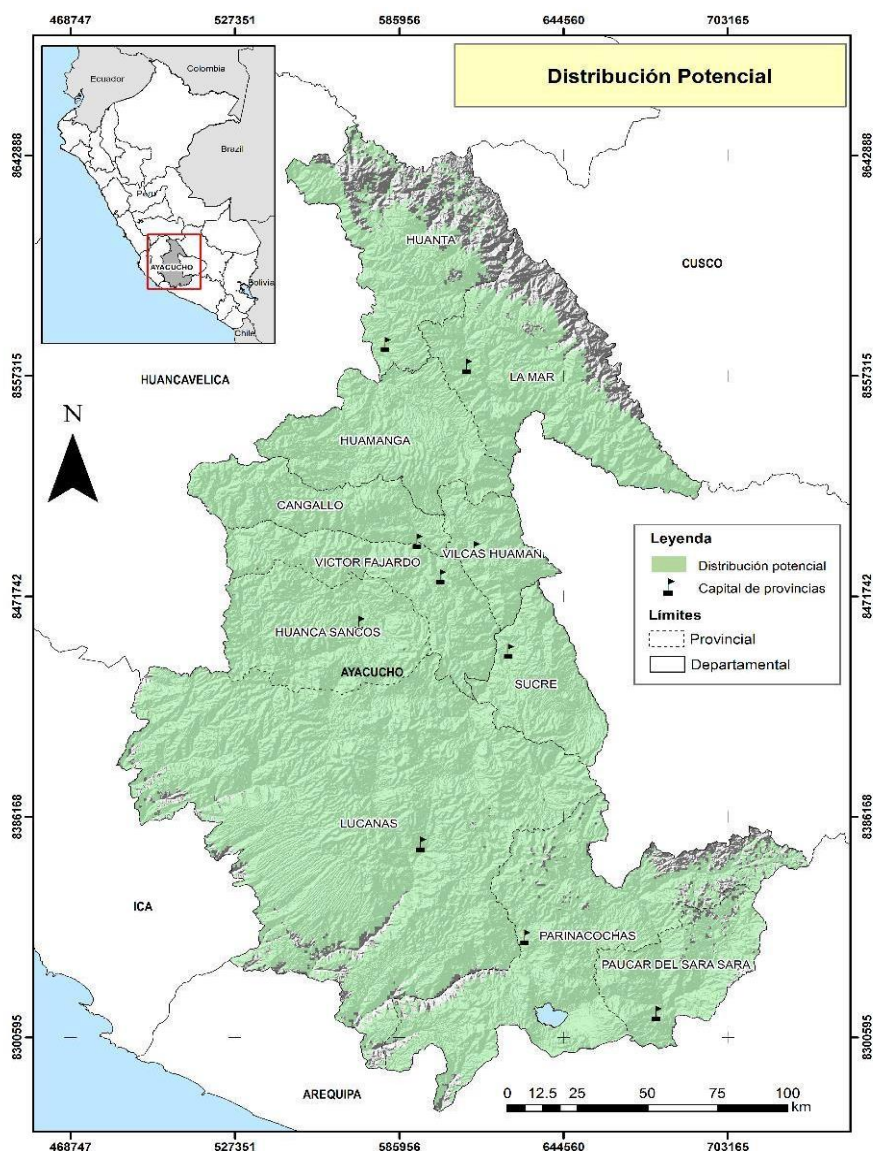 468747 527351 585956 644560 703165
Distribución Potencial
Ecuador
Colombia
Brazil
Perú
AYACUCHO
Bolivia
Chile
8642888
8642888
HUANTA
CUSCO
HUANCAVELICA
8557315
8557315
LA MAR
N
HUAMANGA
CANGALLO
VICTOR FAJARDO
VILCAS HUAMAN
Leyenda
Distribución potencial
Capital de provincias
Límites
Provincial
Departamental
8471742
8471742
HUANCA SANCOS
AYACUCHO
SUCRE
8386168
8386168
LUCANAS
ICA
PARINACOCHAS
PAUCAR DEL SARA SARA
8300595
8300595
AREQUIPA
0 12.5 25 50 75 100
km
468747 527351 585956 644560 703165